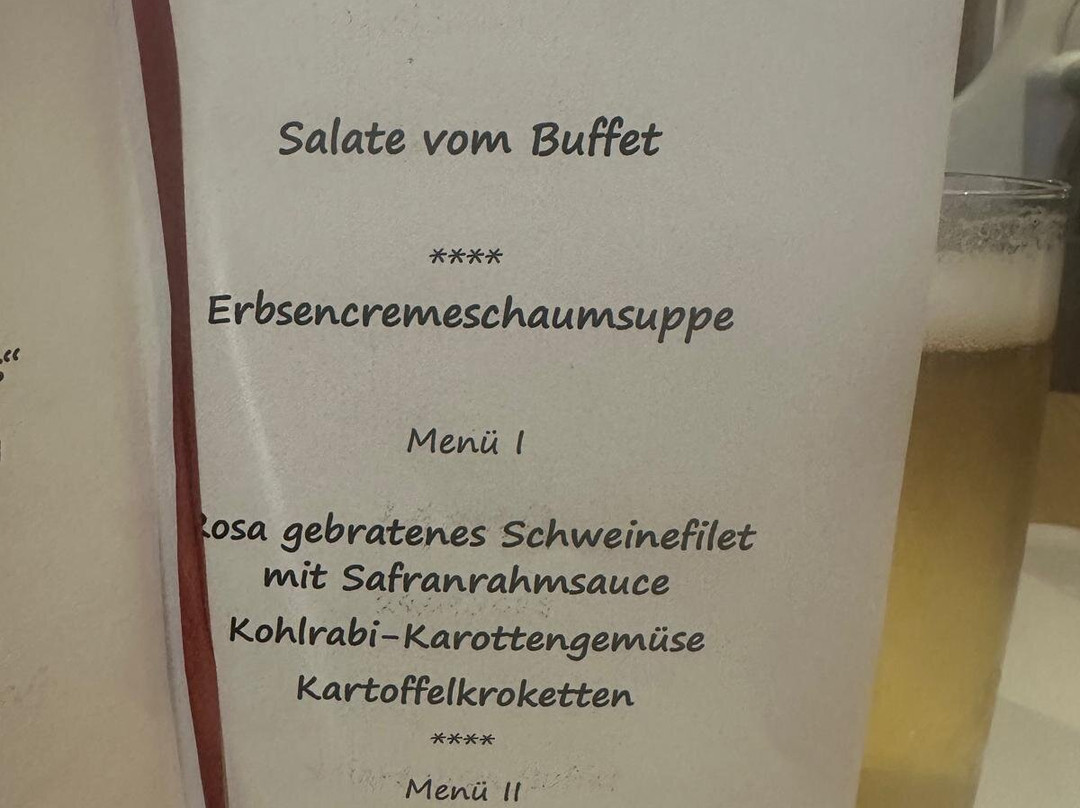 Salate vom Buffet
****
Erbsencremeschaumsuppe
Menü I
Rosa gebratenes Schweinefilet
mit Safranrahmsauce
Kohlrabi-Karottengemüse
Kartoffelkroketten
****
Menü II